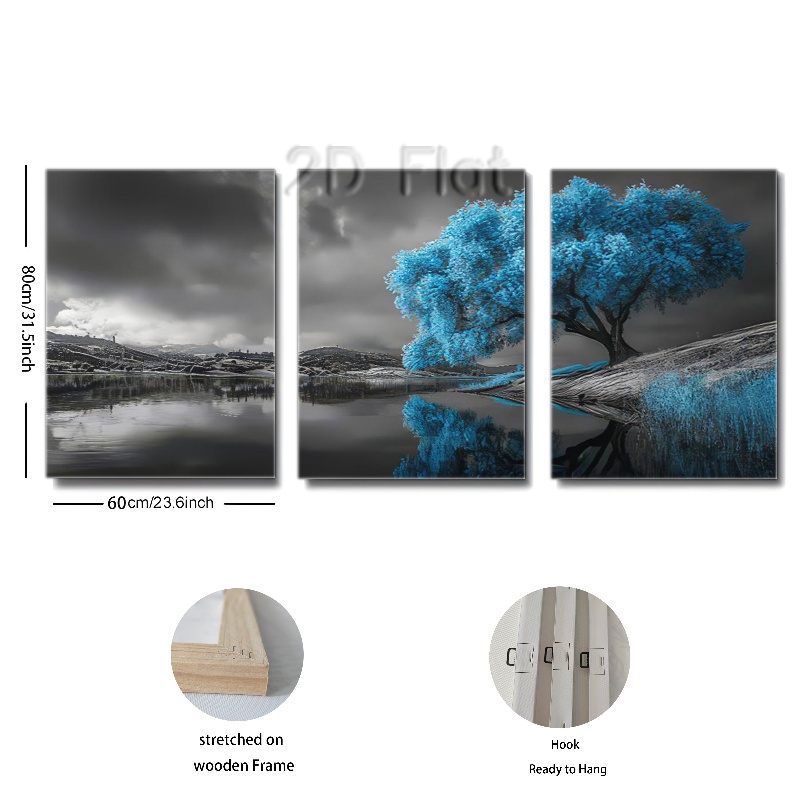 2D Flat
80cm/31.5inch
60cm/23.6inch
stretched on
wooden Frame
Hook
Ready to Hang